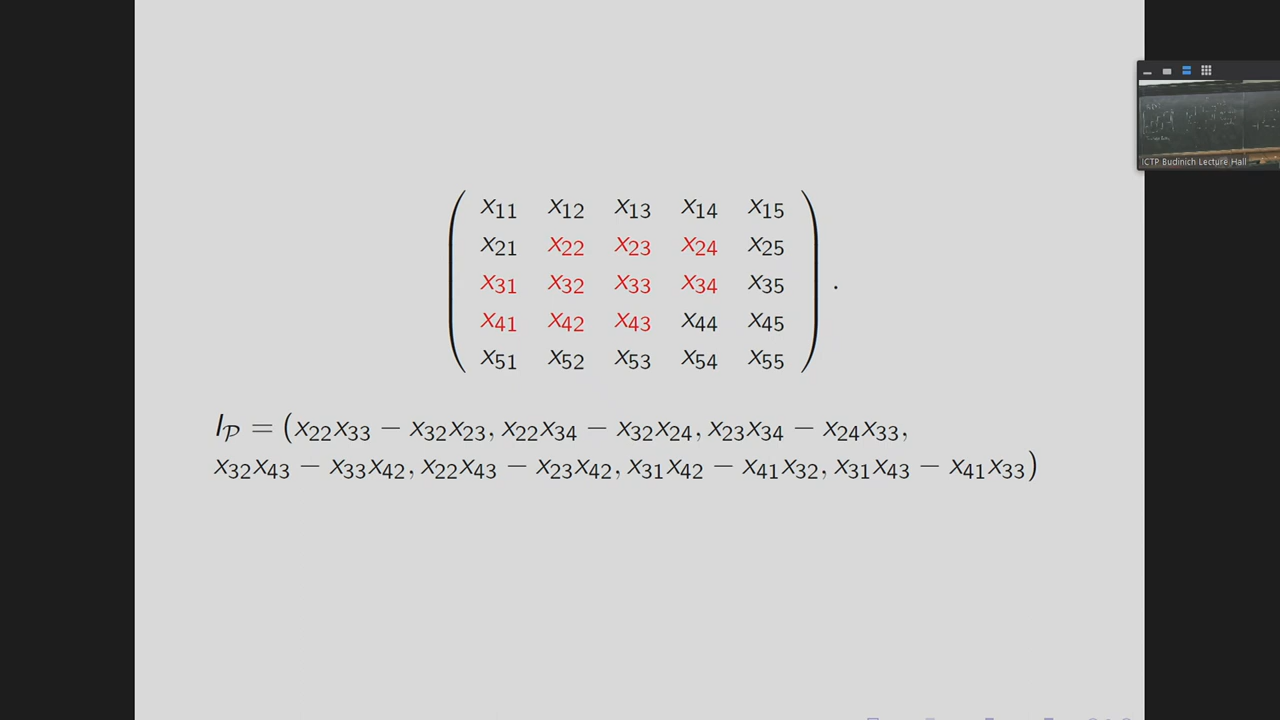 x₁₁ x₁₂ x₁₃ x₁₄ x₁₅
x₂₁ x₂₂ x₂₃ x₂₄ x₂₅
x₃₁ x₃₂ x₃₃ x₃₄ x₃₅
x₄₁ x₄₂ x₄₃ x₄₄ x₄₅
x₅₁ x₅₂ x₅₃ x₅₄ x₅₅
.
I_𝒫 = (x₂₂x₃₃ − x₃₂x₂₃, x₂₂x₃₄ − x₃₂x₂₄, x₂₃x₃₄ − x₂₄x₃₃,
x₃₂x₄₃ − x₃₃x₄₂, x₂₂x₄₃ − x₂₃x₄₂, x₃₁x₄₂ − x₄₁x₃₂, x₃₁x₄₃ − x₄₁x₃₃)
ICTP Budinich Lecture Hall